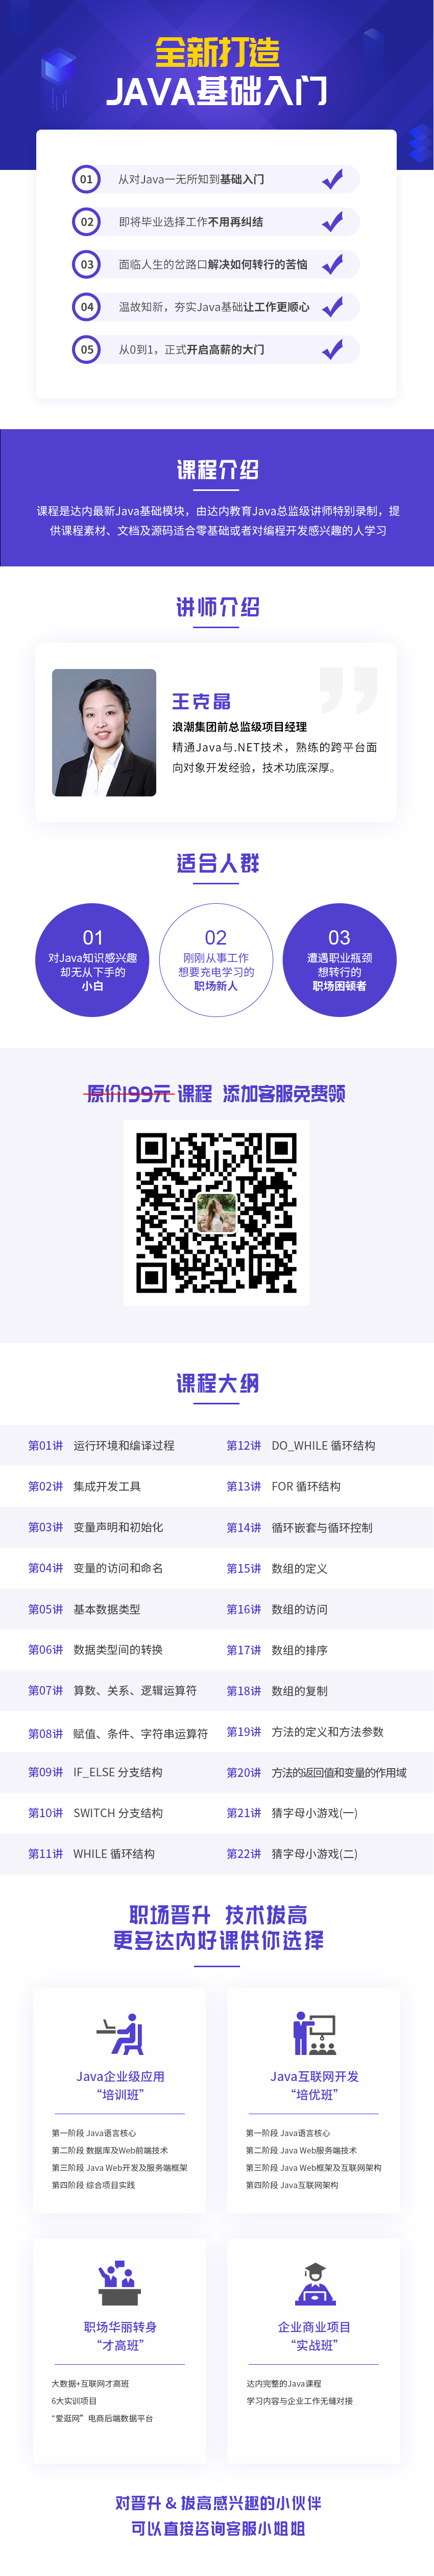 全新打造
JAVA基础入门
01 从对Java一无所知到基础入门
02 即将毕业选择工作不用再纠结
03 面临人生的岔路口解决如何转行的苦恼
04 温故知新，夯实Java基础让工作更顺心
05 从0到1，正式开启高薪的大门
课程介绍
课程是达内最新Java基础模块，由达内教育Java总监级讲师特别录制，提
供课程素材、文档及源码适合零基础或者对编程开发感兴趣的人学习
讲师介绍
王克晶
浪潮集团前总监级项目经理
精通Java与.NET技术，熟练的跨平台面
向对象开发经验，技术功底深厚。
适合人群
01
对Java知识感兴趣
却无从下手的
小白
02
刚刚从事工作
想要充电学习的
职场新人
03
遭遇职业瓶颈
想转行的
职场困顿者
原价199元 课程 添加客服免费领
课程大纲
第01讲 运行环境和编译过程
第02讲 集成开发工具
第03讲 变量声明和初始化
第04讲 变量的访问和命名
第05讲 基本数据类型
第06讲 数据类型间的转换
第07讲 算数、关系、逻辑运算符
第08讲 赋值、条件、字符串运算符
第09讲 IF_ELSE 分支结构
第10讲 SWITCH 分支结构
第11讲 WHILE 循环结构
第12讲 DO_WHILE 循环结构
第13讲 FOR 循环结构
第14讲 循环嵌套与循环控制
第15讲 数组的定义
第16讲 数组的访问
第17讲 数组的排序
第18讲 数组的复制
第19讲 方法的定义和方法参数
第20讲 方法的返回值和变量的作用域
第21讲 猜字母小游戏(一)
第22讲 猜字母小游戏(二)
职场晋升 技术拔高
更多达内好课供你选择
Java企业级应用
“培训班”
第一阶段 Java语言核心
第二阶段 数据库及Web前端技术
第三阶段 Java Web开发及服务端框架
第四阶段 综合项目实践
Java互联网开发
“培优班”
第一阶段 Java语言核心
第二阶段 Java Web服务端技术
第三阶段 Java Web框架及互联网架构
第四阶段 Java互联网架构
职场华丽转身
“才高班”
大数据+互联网才高班
6大实训项目
“爱逛网”电商后端数据平台
企业商业项目
“实战班”
达内完整的Java课程
学习内容与企业工作无缝对接
对晋升 & 拔高感兴趣的小伙伴
可以直接咨询客服小姐姐